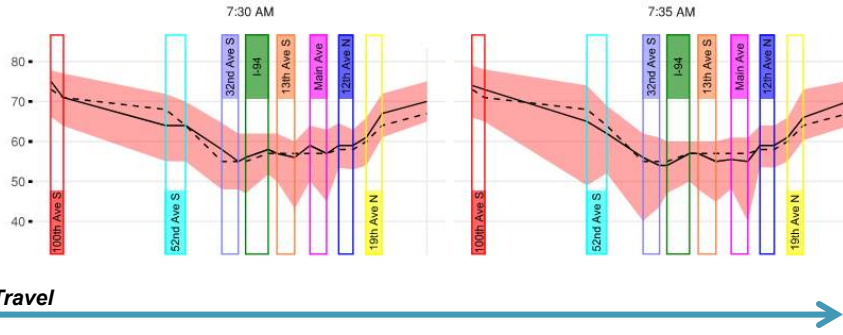 7:30 AM
7:35 AM
80
70
60
50
40
100th Ave S
52nd Ave S
32nd Ave S
I-94
13th Ave S
Main Ave
12th Ave N
19th Ave N
100th Ave S
52nd Ave S
32nd Ave S
I-94
13th Ave S
Main Ave
12th Ave N
19th Ave N